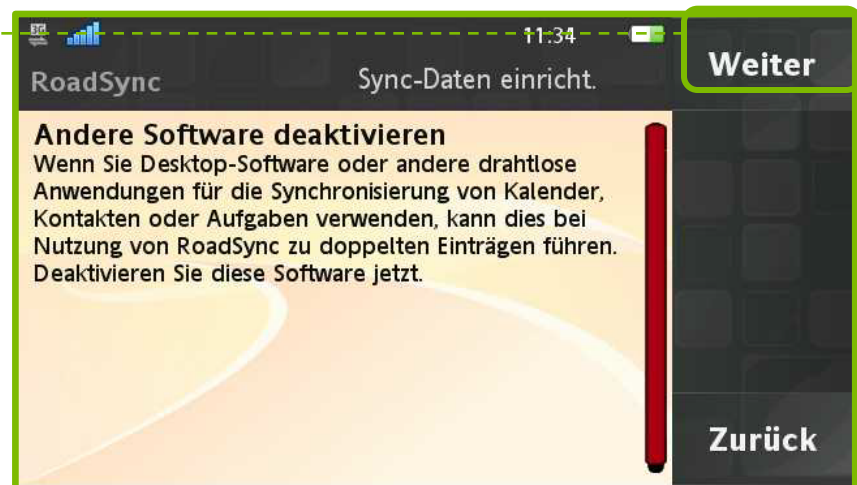 3G
11:34
RoadSync
Sync-Daten einricht.
Weiter
Andere Software deaktivieren
Wenn Sie Desktop-Software oder andere drahtlose
Anwendungen für die Synchronisierung von Kalender,
Kontakten oder Aufgaben verwenden, kann dies bei
Nutzung von RoadSync zu doppelten Einträgen führen.
Deaktivieren Sie diese Software jetzt.
Zurück